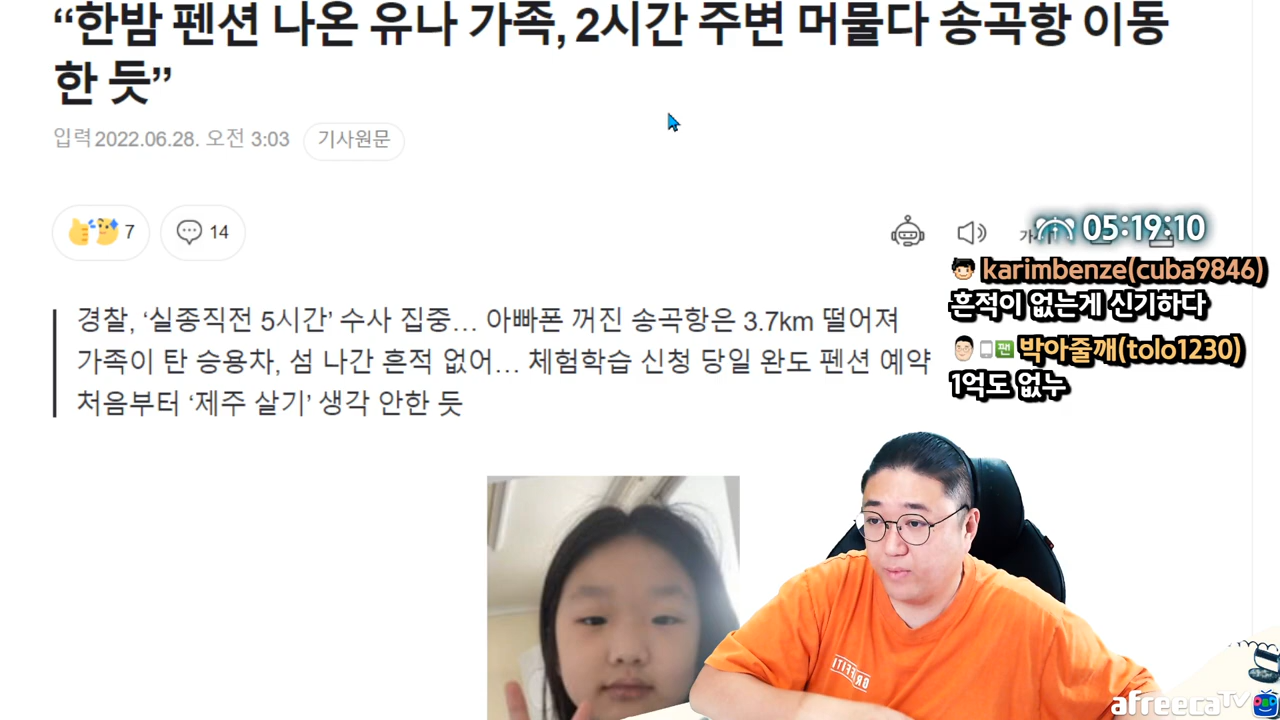 “한밤 펜션 나온 유나 가족, 2시간 주변 머물다 송곡항 이동
한 듯”
입력 2022.06.28. 오전 3:03 기사원문
7 14
05:19:10
karimbenze(cuba9846)
흔적이 없는게 신기하다
팬 박아줄깨(tolo1230)
1억도 없누
경찰, ‘실종직전 5시간’ 수사 집중… 아빠폰 꺼진 송곡항은 3.7km 떨어져
가족이 탄 승용차, 섬 나간 흔적 없어… 체험학습 신청 당일 완도 펜션 예약
처음부터 ‘제주 살기’ 생각 안한 듯
afreecaTV